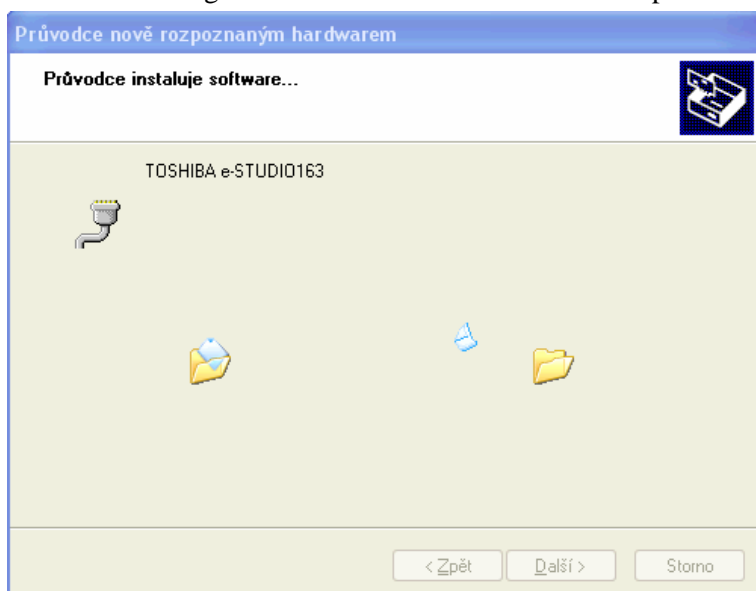 Průvodce nově rozpoznaným hardwarem
Průvodce instaluje software...
TOSHIBA e-STUDIO163
< Zpět
Další >
Storno